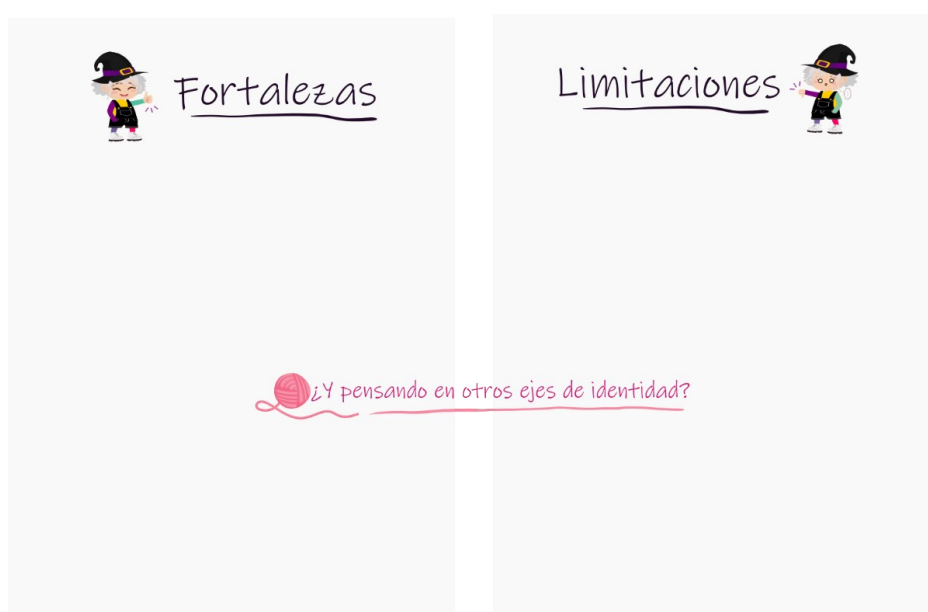 Fortalezas
Limitaciones
¿Y pensando en otros ejes de identidad?